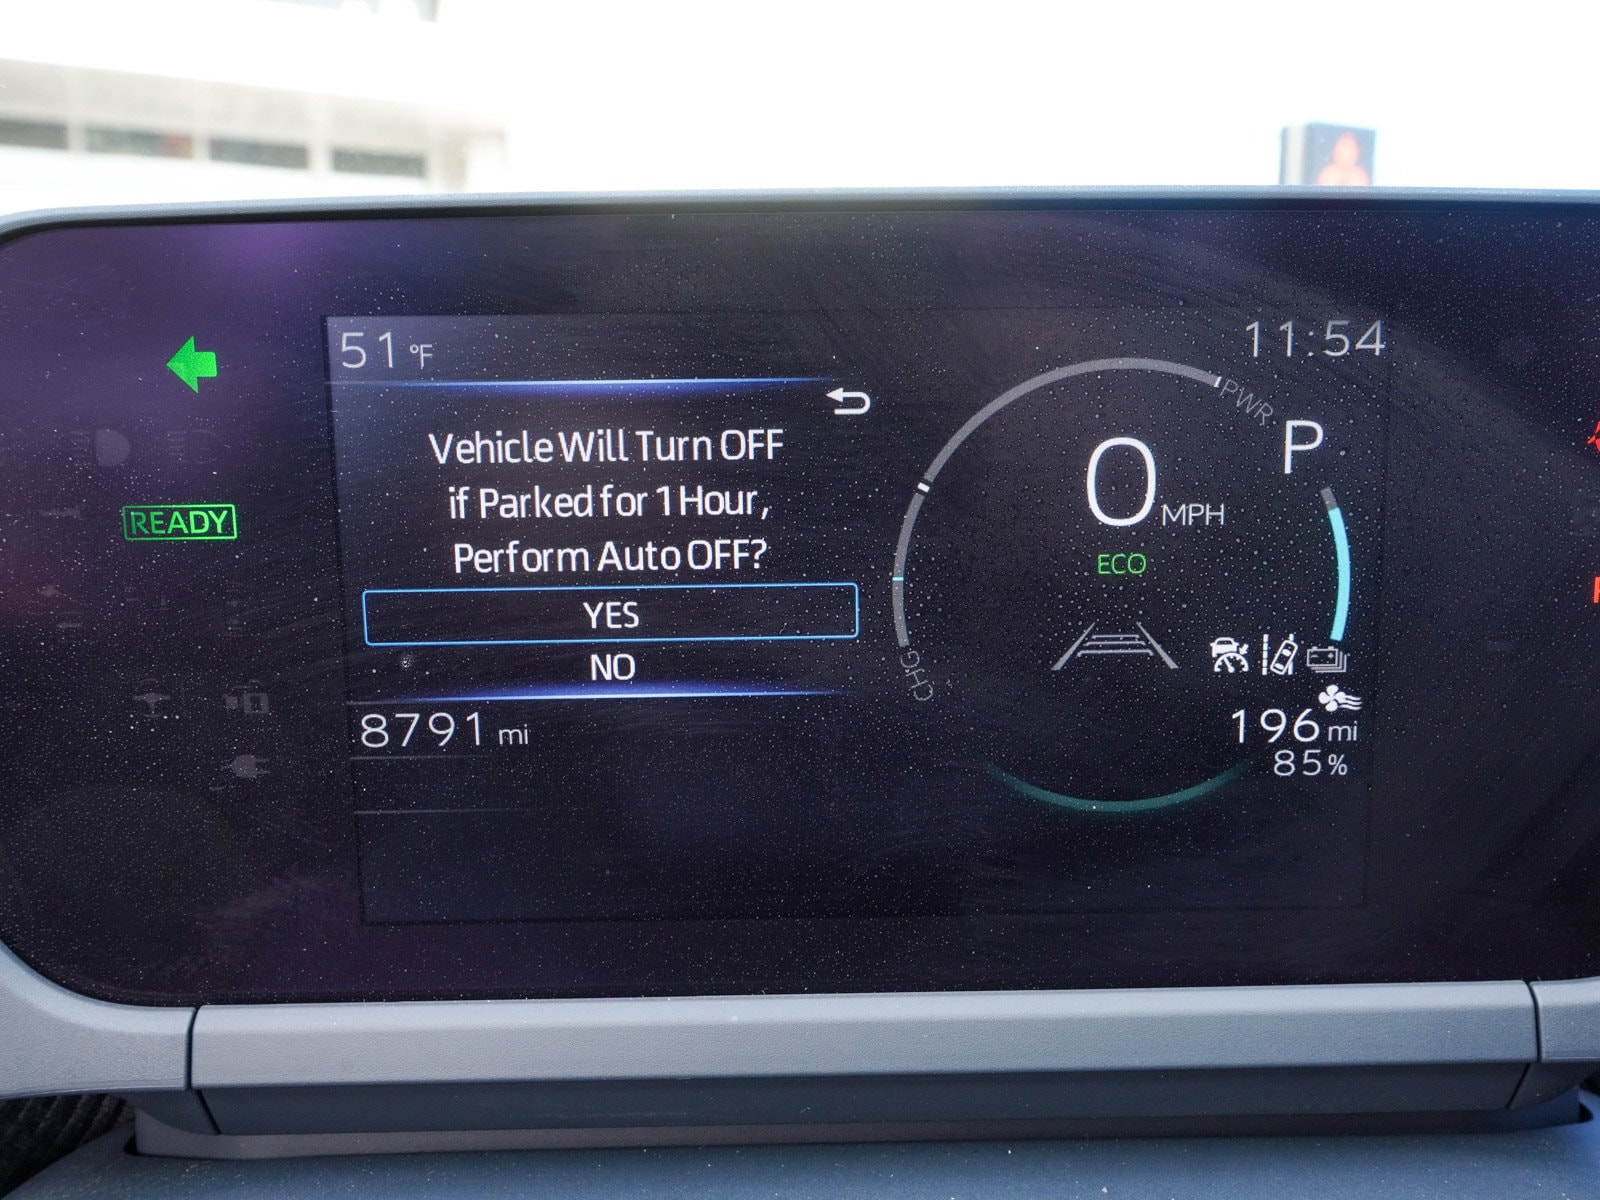 51 °F
11:54
Vehicle Will Turn OFF
if Parked for 1 Hour,
Perform Auto OFF?
YES
NO
8791 mi
READY
PWR
P
0 MPH
ECO
CHG
196 mi
85%